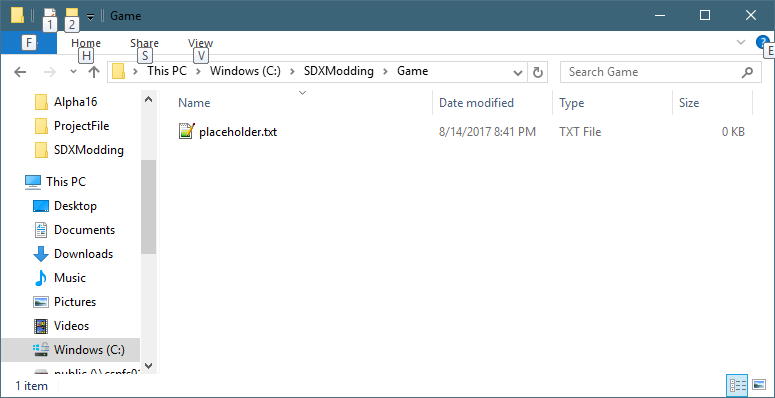 1 2 Game
F Home Share View
H S V E
This PC Windows (C:) SDXModding Game Search Game
Alpha16
ProjectFile
SDXModding
This PC
Desktop
Documents
Downloads
Music
Pictures
Videos
Windows (C:)
Name Date modified Type Size
placeholder.txt 8/14/2017 8:41 PM TXT File 0 KB
1 item